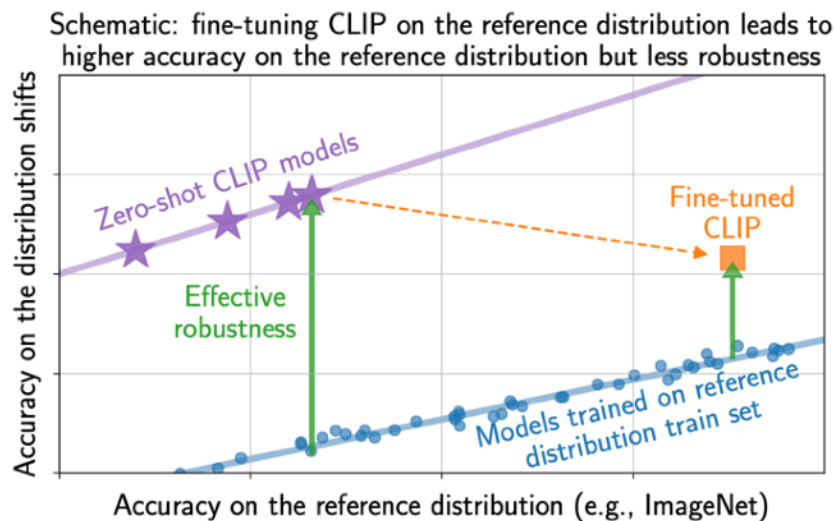 Schematic: fine-tuning CLIP on the reference distribution leads to
higher accuracy on the reference distribution but less robustness
Accuracy on the distribution shifts
Zero-shot CLIP models
Fine-tuned
CLIP
Effective
robustness
Models trained on reference
distribution train set
Accuracy on the reference distribution (e.g., ImageNet)